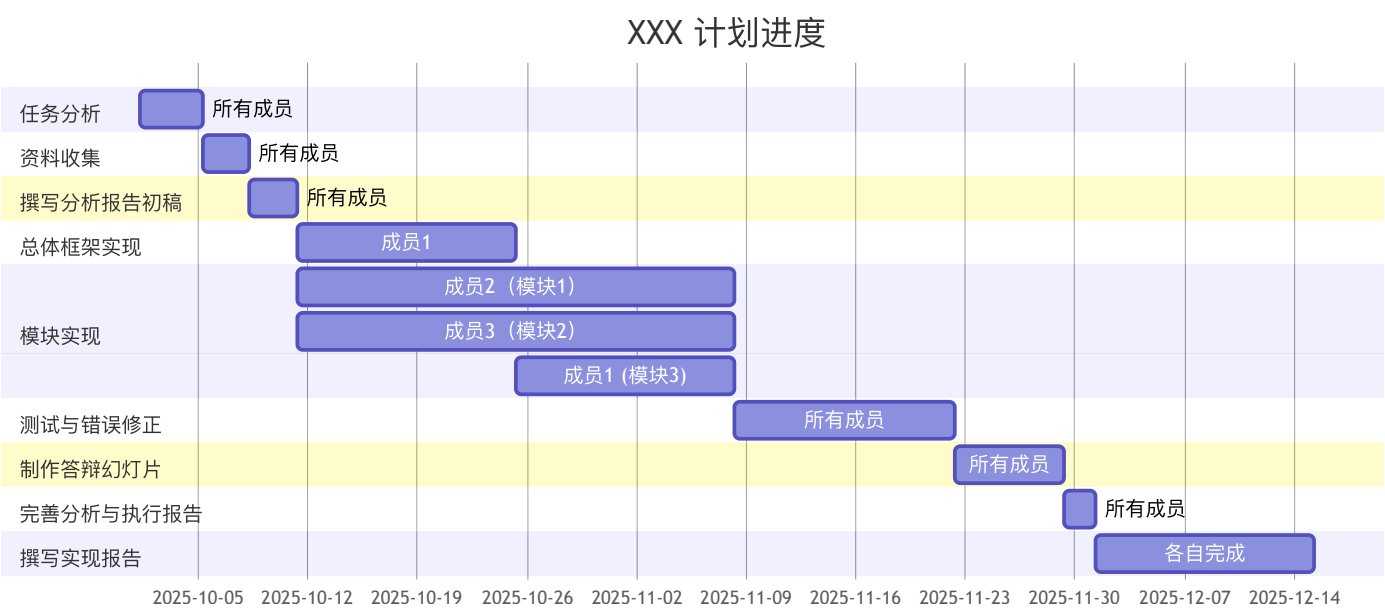 XXX 计划进度
任务分析 所有成员
资料收集 所有成员
撰写分析报告初稿 所有成员
总体框架实现 成员1
成员2（模块1）
模块实现 成员3（模块2）
成员1 (模块3)
测试与错误修正 所有成员
制作答辩幻灯片 所有成员
完善分析与执行报告 所有成员
撰写实现报告 各自完成
2025-10-05 2025-10-12 2025-10-19 2025-10-26 2025-11-02 2025-11-09 2025-11-16 2025-11-23 2025-11-30 2025-12-07 2025-12-14